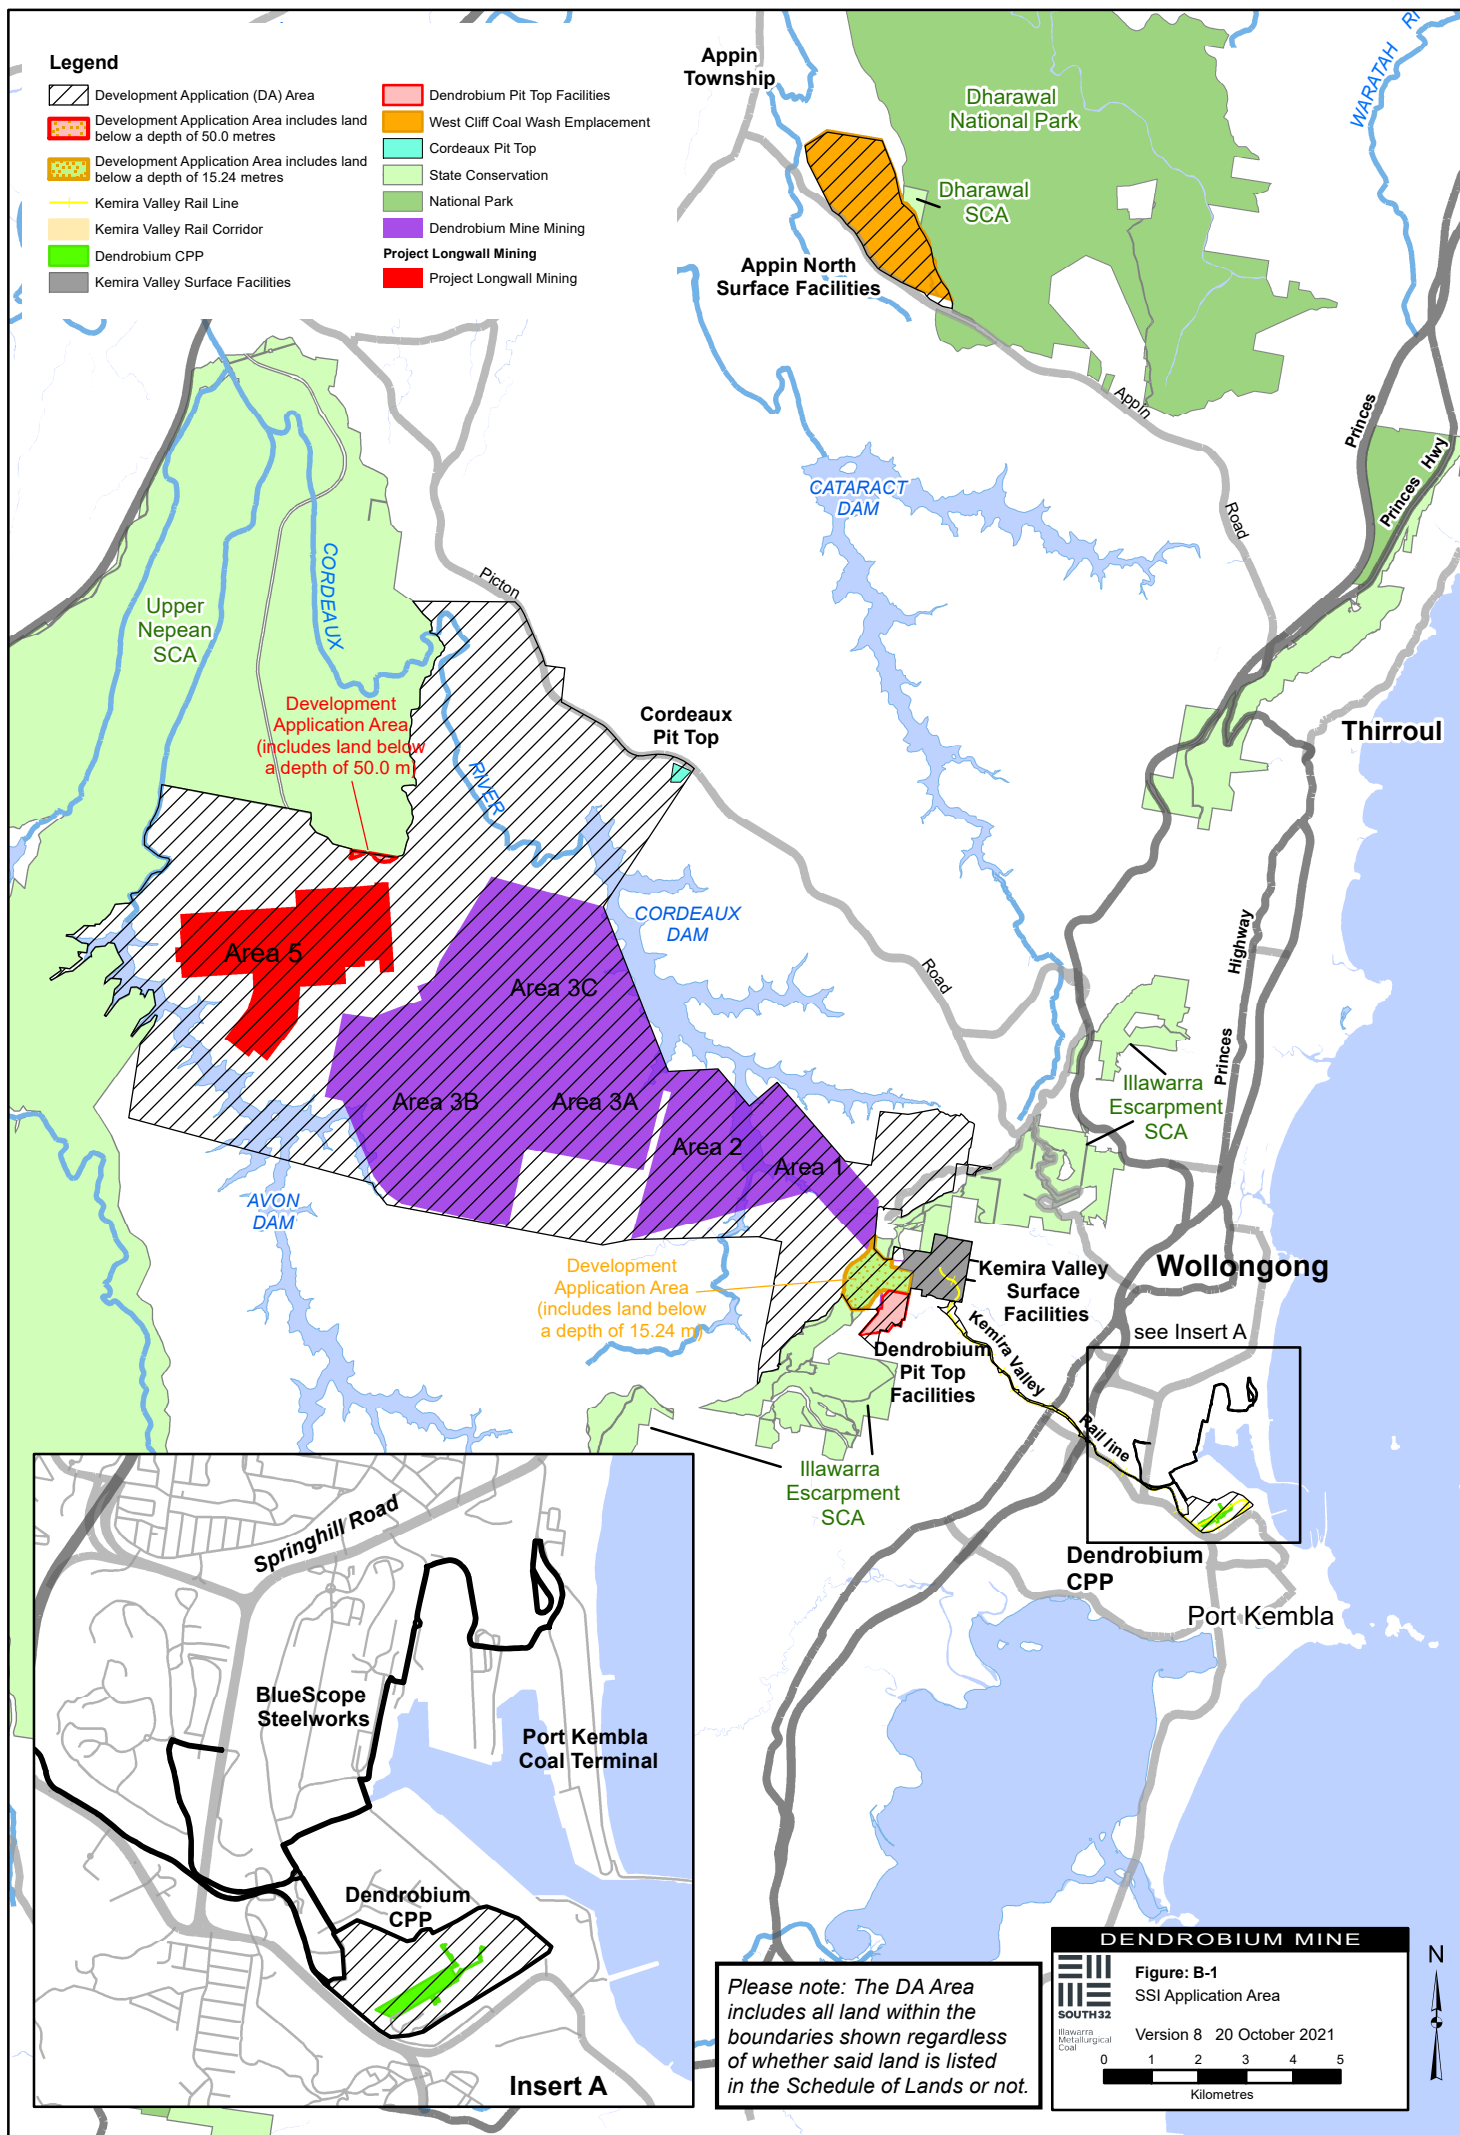 Legend
Development Application (DA) Area
Development Application Area includes land
below a depth of 50.0 metres
Development Application Area includes land
below a depth of 15.24 metres
Kemira Valley Rail Line
Kemira Valley Rail Corridor
Dendrobium CPP
Kemira Valley Surface Facilities
Dendrobium Pit Top Facilities
West Cliff Coal Wash Emplacement
Cordeaux Pit Top
State Conservation
National Park
Dendrobium Mine Mining
Project Longwall Mining
Project Longwall Mining
Appin
Township
Dharawal
National Park
WARATAH
Dharawal
SCA
Appin North
Surface Facilities
Appin
Road
Princes
Princes Hwy
CATARACT
DAM
CORDEAUX
Picton
Upper
Nepean
SCA
Development
Application Area
(includes land below
a depth of 50.0 m)
Cordeaux
Pit Top
RIVER
Thirroul
CORDEAUX
DAM
Area 5
Area 3C
Road
Highway
Princes
Illawarra
Escarpment
SCA
Area 3B
Area 3A
Area 2
Area 1
AVON
DAM
Development
Application Area
(includes land below
a depth of 15.24 m)
Kemira Valley
Surface
Facilities
Wollongong
see Insert A
Kemira Valley
Rail line
Dendrobium
Pit Top
Facilities
Illawarra
Escarpment
SCA
Dendrobium
CPP
Port Kembla
Springhill Road
BlueScope
Steelworks
Port Kembla
Coal Terminal
Dendrobium
CPP
Insert A
Please note: The DA Area
includes all land within the
boundaries shown regardless
of whether said land is listed
in the Schedule of Lands or not.
DENDROBIUM MINE
SOUTH32
Illawarra
Metallurgical
Coal
Figure: B-1
SSI Application Area
Version 8 20 October 2021
0 1 2 3 4 5
Kilometres
N